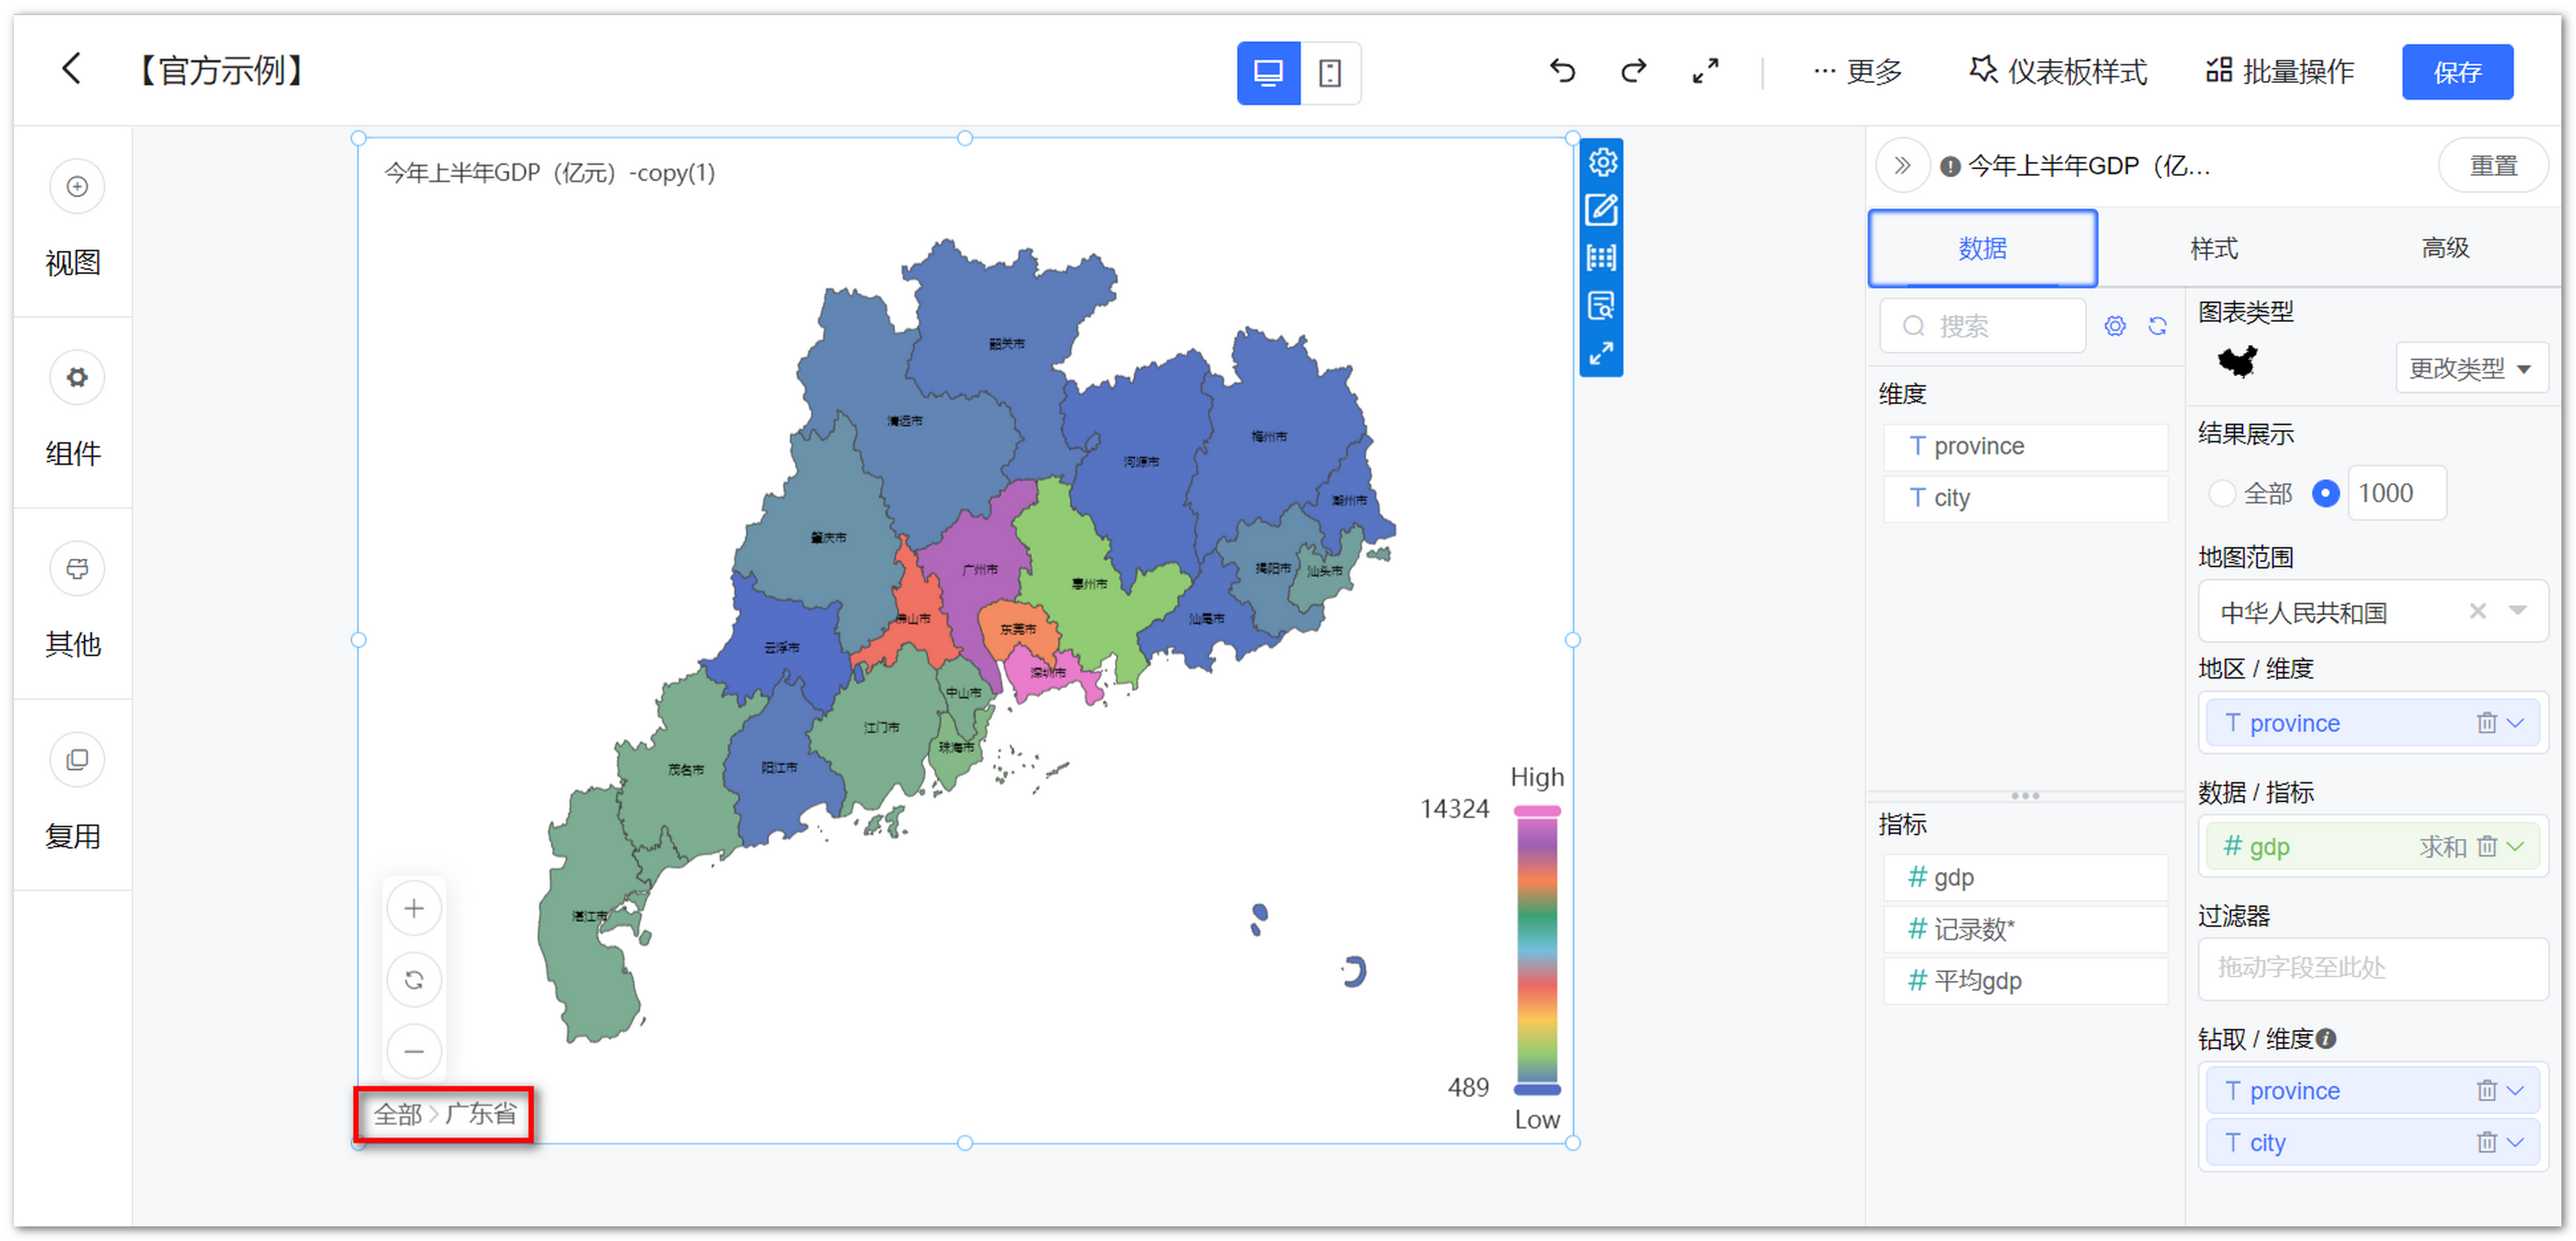 【官方示例】
··· 更多
仪表板样式
批量操作
保存
视图
组件
其他
复用
今年上半年GDP（亿元）-copy(1)
韶关市
清远市
梅州市
河源市
潮州市
肇庆市
广州市
惠州市
揭阳市
汕头市
佛山市
东莞市
汕尾市
云浮市
深圳市
中山市
江门市
珠海市
茂名市
阳江市
湛江市
High
14324
489
Low
全部 > 广东省
今年上半年GDP（亿...
重置
数据
样式
高级
搜索
维度
T province
T city
指标
# gdp
# 记录数*
# 平均gdp
图表类型
更改类型
结果展示
全部
1000
地图范围
中华人民共和国
地区 / 维度
T province
数据 / 指标
# gdp 求和
过滤器
拖动字段至此处
钻取 / 维度
T province
T city